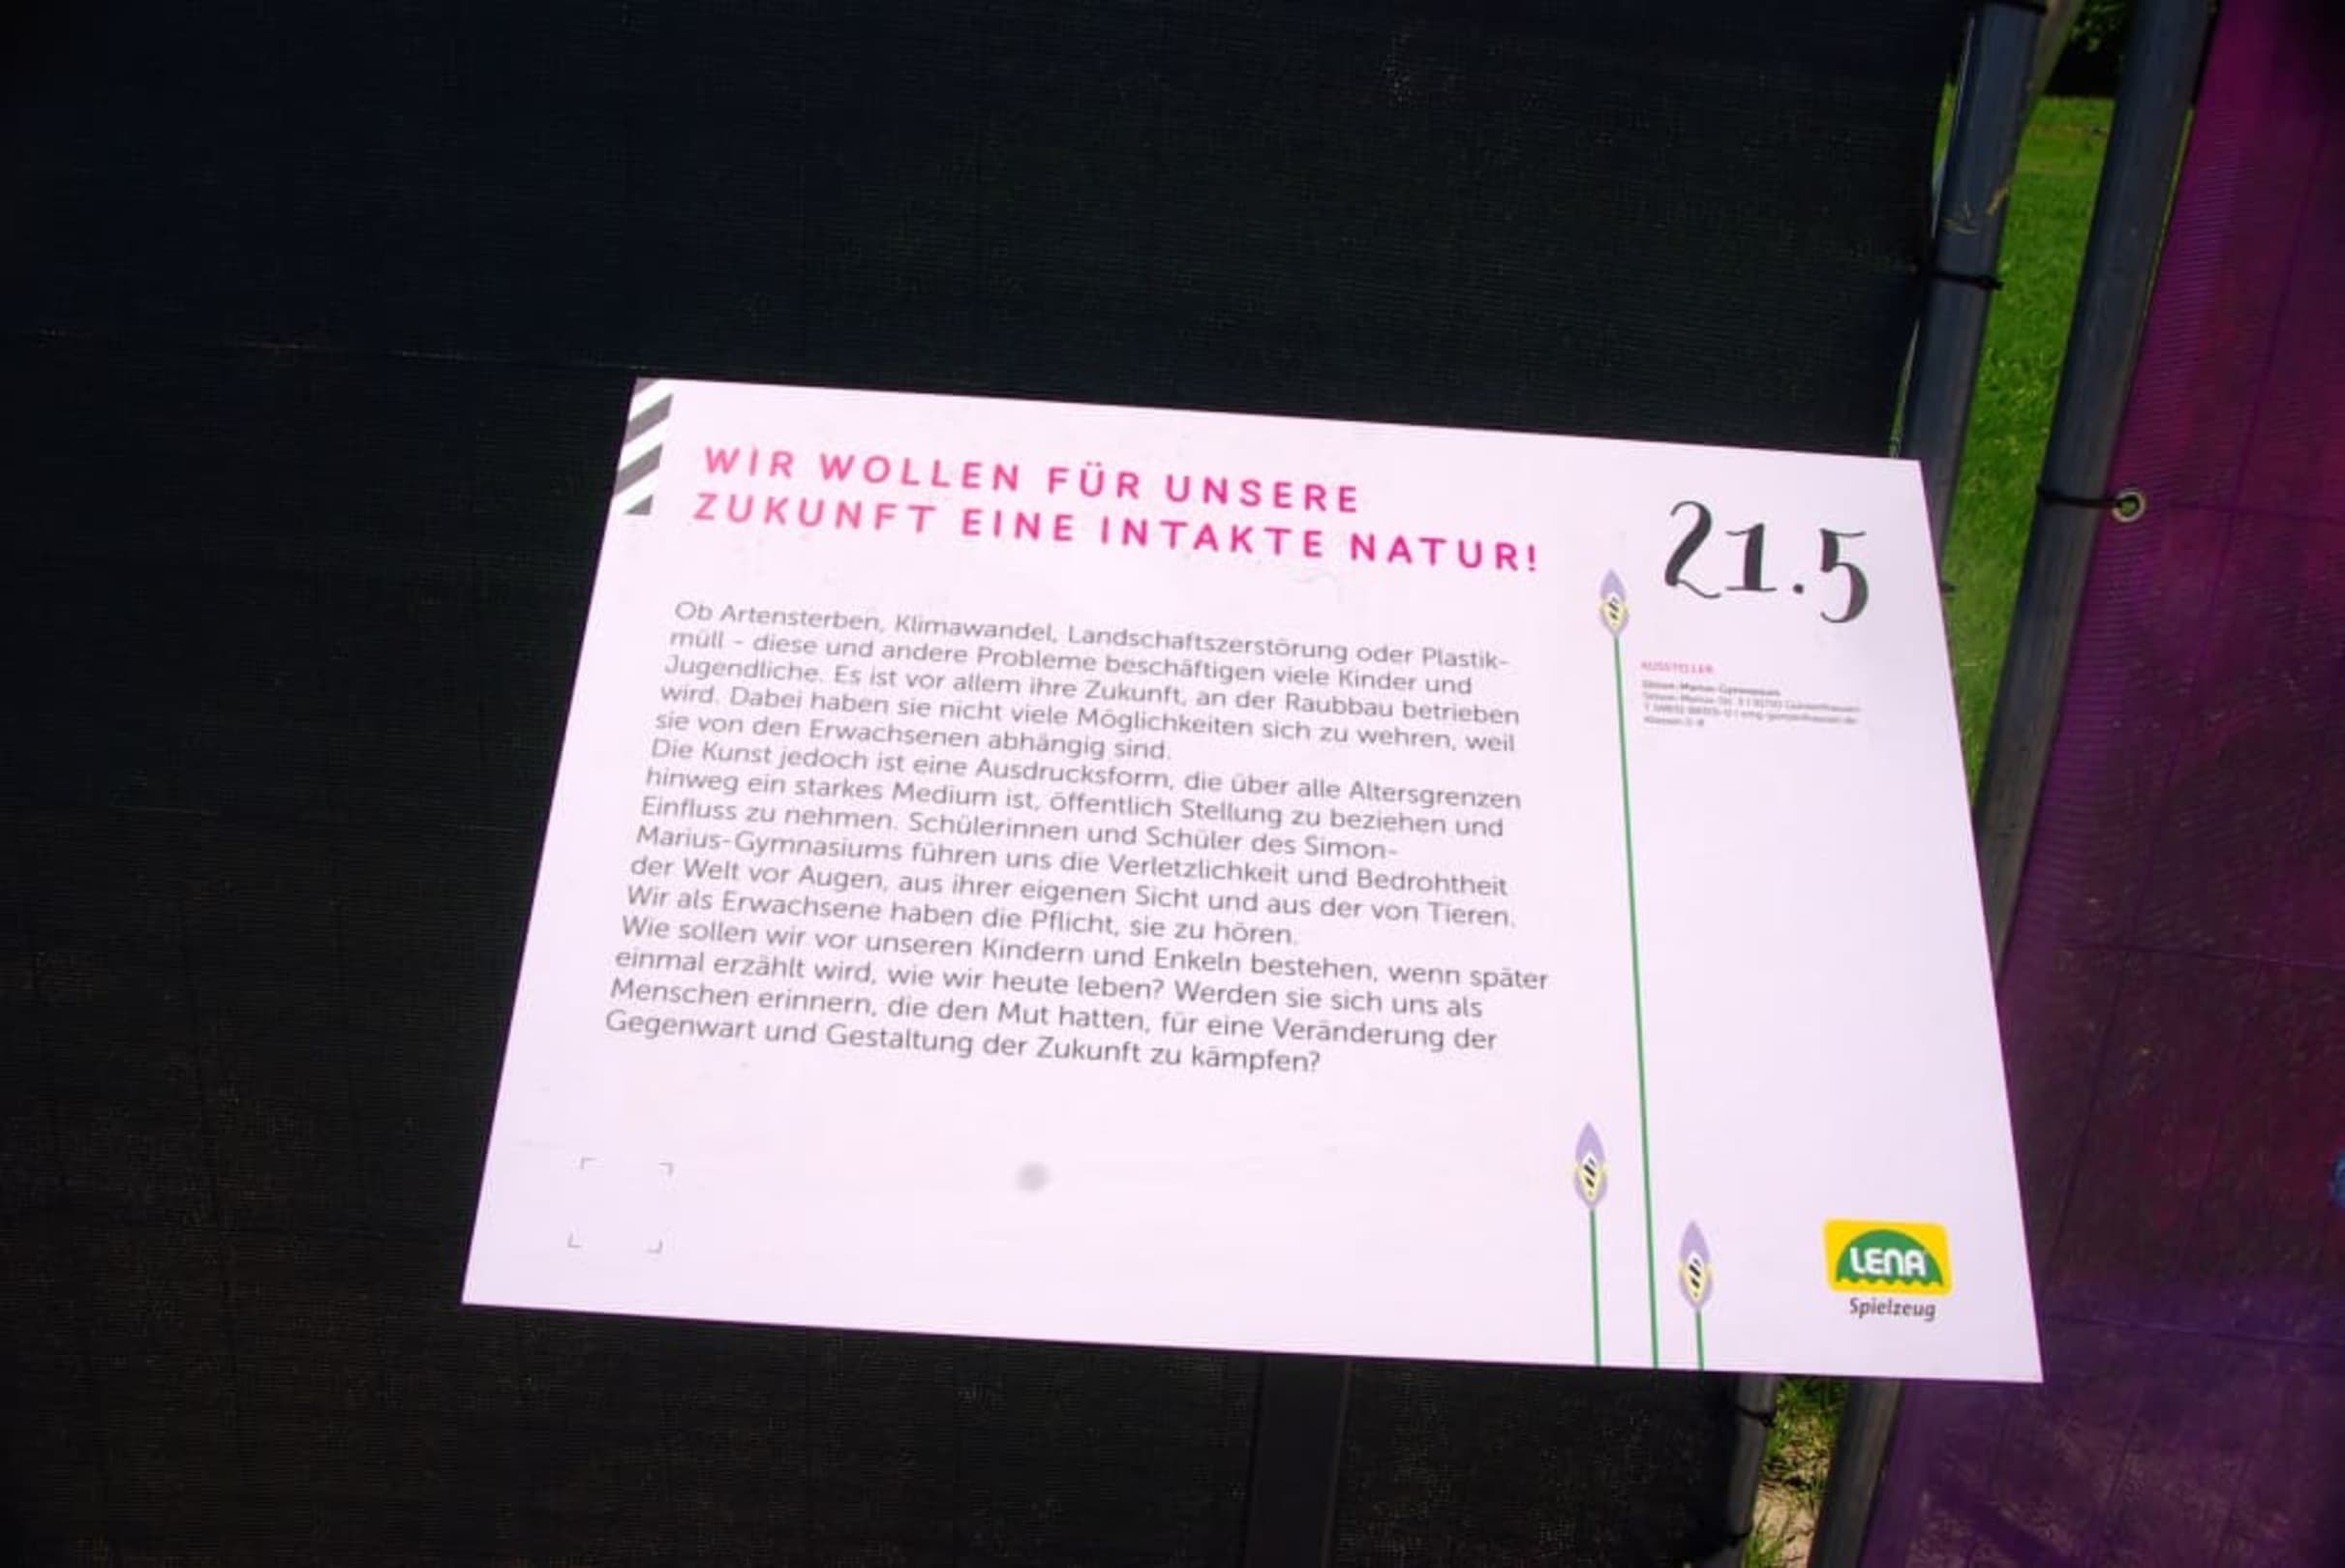 WIR WOLLEN FÜR UNSERE
ZUKUNFT EINE INTAKTE NATUR!
Ob Artensterben, Klimawandel, Landschaftszerstörung oder Plastik-
müll - diese und andere Probleme beschäftigen viele Kinder und
Jugendliche. Es ist vor allem ihre Zukunft, an der Raubbau betrieben
wird. Dabei haben sie nicht viele Möglichkeiten sich zu wehren, weil
sie von den Erwachsenen abhängig sind.
Die Kunst jedoch ist eine Ausdrucksform, die über alle Altersgrenzen
hinweg ein starkes Medium ist, öffentlich Stellung zu beziehen und
Einfluss zu nehmen. Schülerinnen und Schüler des Simon-
Marius-Gymnasiums führen uns die Verletzlichkeit und Bedrohtheit
der Welt vor Augen, aus ihrer eigenen Sicht und aus der von Tieren.
Wir als Erwachsene haben die Pflicht, sie zu hören.
Wie sollen wir vor unseren Kindern und Enkeln bestehen, wenn später
einmal erzählt wird, wie wir heute leben? Werden sie sich uns als
Menschen erinnern, die den Mut hatten, für eine Veränderung der
Gegenwart und Gestaltung der Zukunft zu kämpfen?
21.5
AUSSTELLER
Simon-Marius-Gymnasium
LENA
Spielzeug